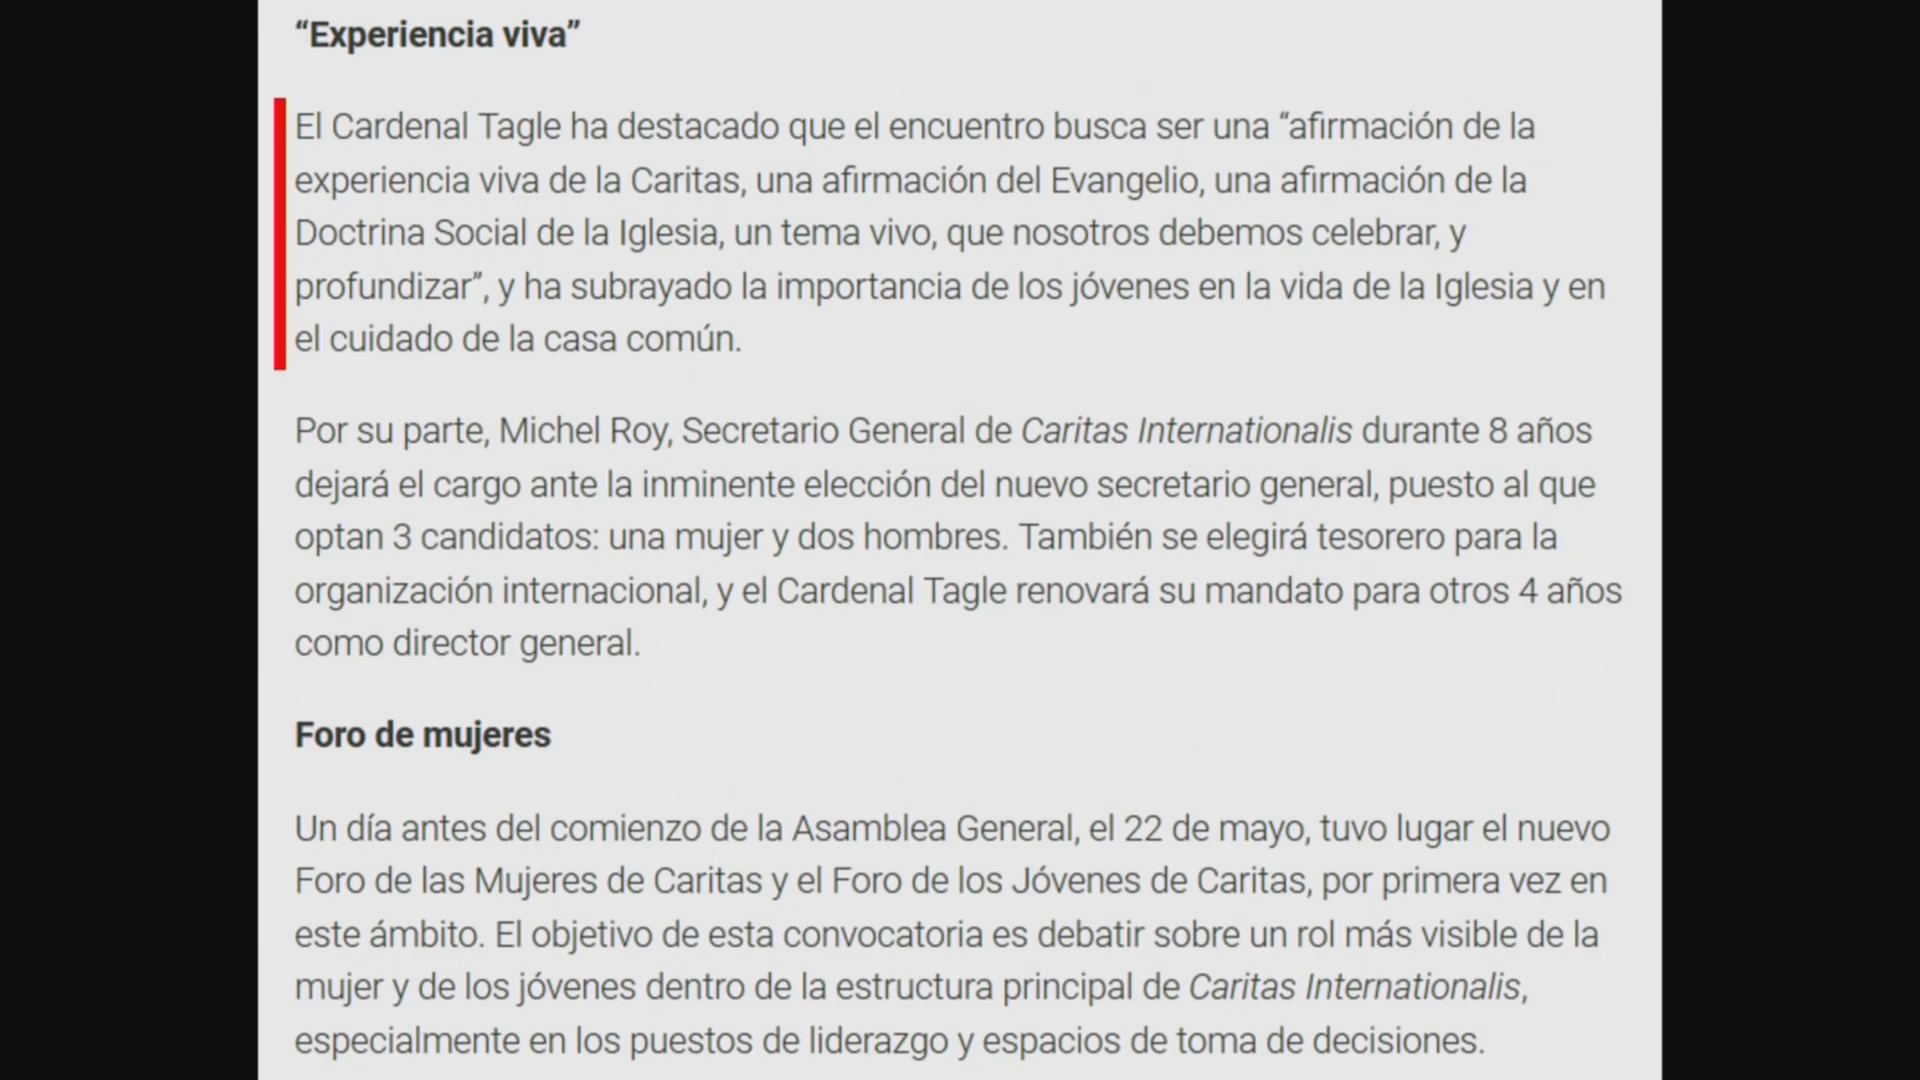 “Experiencia viva”
El Cardenal Tagle ha destacado que el encuentro busca ser una “afirmación de la
experiencia viva de la Caritas, una afirmación del Evangelio, una afirmación de la
Doctrina Social de la Iglesia, un tema vivo, que nosotros debemos celebrar, y
profundizar”, y ha subrayado la importancia de los jóvenes en la vida de la Iglesia y en
el cuidado de la casa común.
Por su parte, Michel Roy, Secretario General de Caritas Internationalis durante 8 años
dejará el cargo ante la inminente elección del nuevo secretario general, puesto al que
optan 3 candidatos: una mujer y dos hombres. También se elegirá tesorero para la
organización internacional, y el Cardenal Tagle renovará su mandato para otros 4 años
como director general.
Foro de mujeres
Un día antes del comienzo de la Asamblea General, el 22 de mayo, tuvo lugar el nuevo
Foro de las Mujeres de Caritas y el Foro de los Jóvenes de Caritas, por primera vez en
este ámbito. El objetivo de esta convocatoria es debatir sobre un rol más visible de la
mujer y de los jóvenes dentro de la estructura principal de Caritas Internationalis,
especialmente en los puestos de liderazgo y espacios de toma de decisiones.